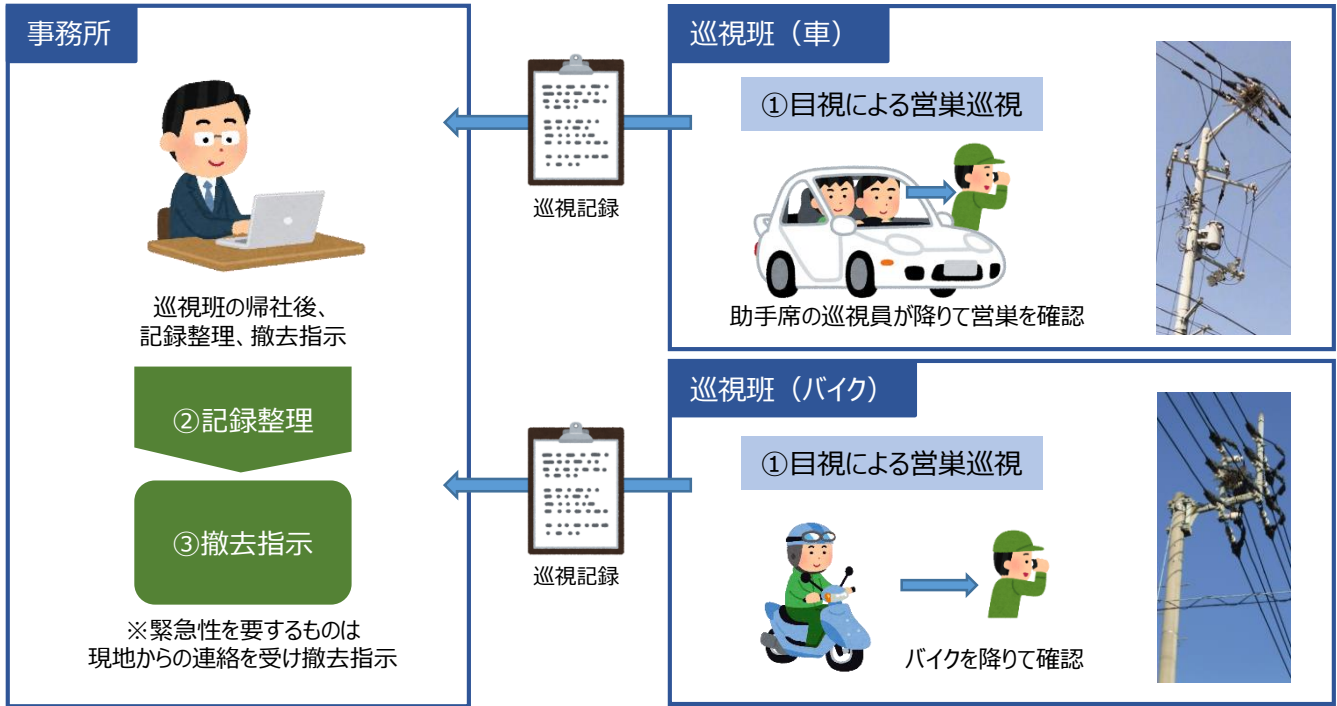 事務所
巡視班の帰社後、
記録整理、撤去指示
②記録整理
③撤去指示
※緊急性を要するものは
現地からの連絡を受け撤去指示
巡視記録
巡視記録
巡視班（車）
①目視による営巣巡視
助手席の巡視員が降りて営巣を確認
巡視班（バイク）
①目視による営巣巡視
バイクを降りて確認